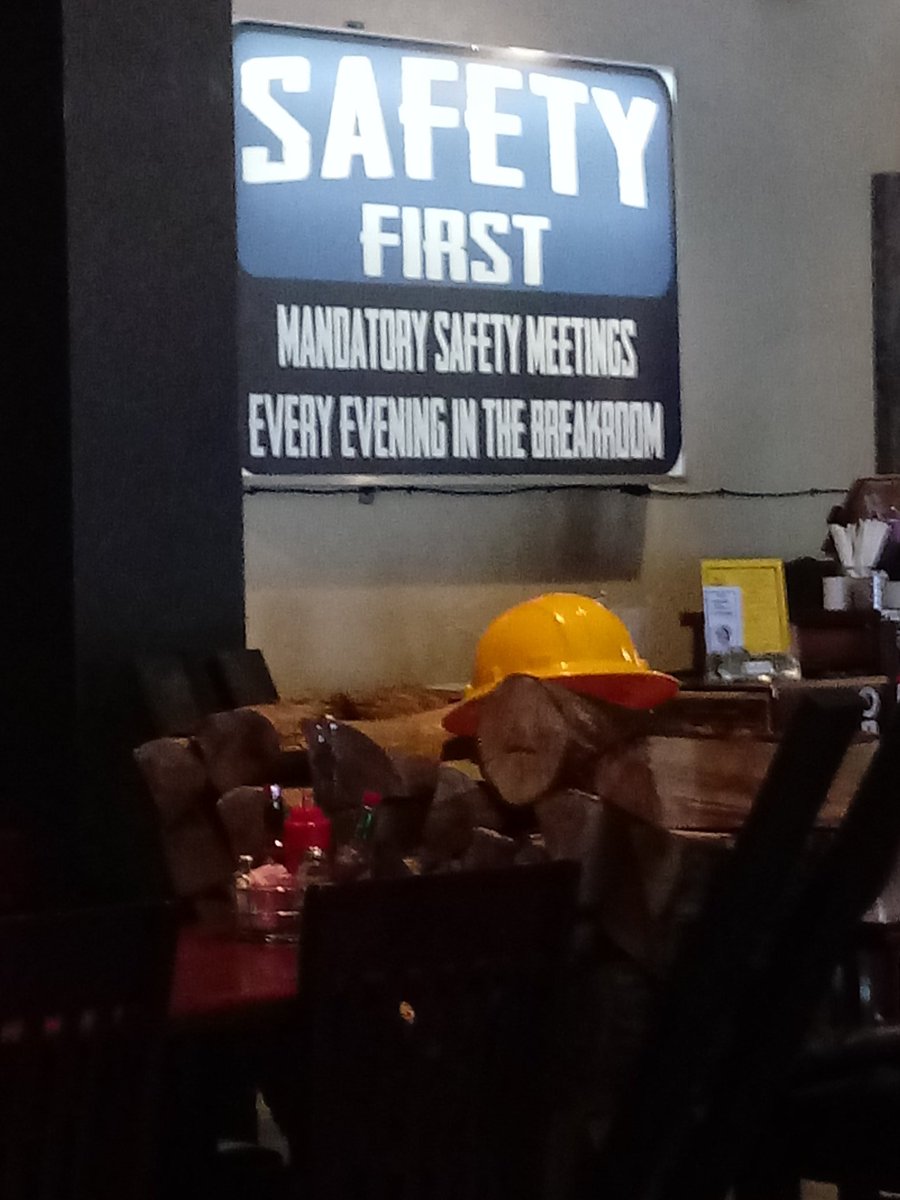 SAFETY
FIRST
MANDATORY SAFETY MEETINGS
EVERY EVENING IN THE BREAKROOM